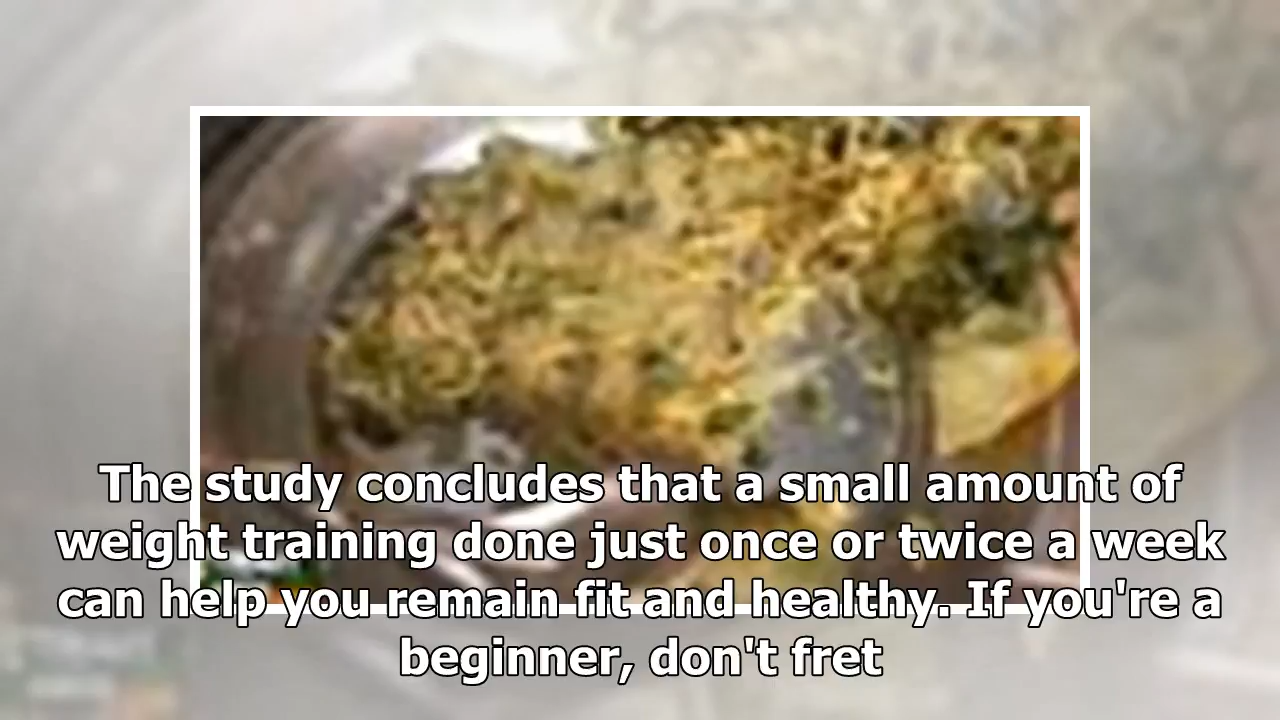 The study concludes that a small amount of
weight training done just once or twice a week
can help you remain fit and healthy. If you're a
beginner, don't fret